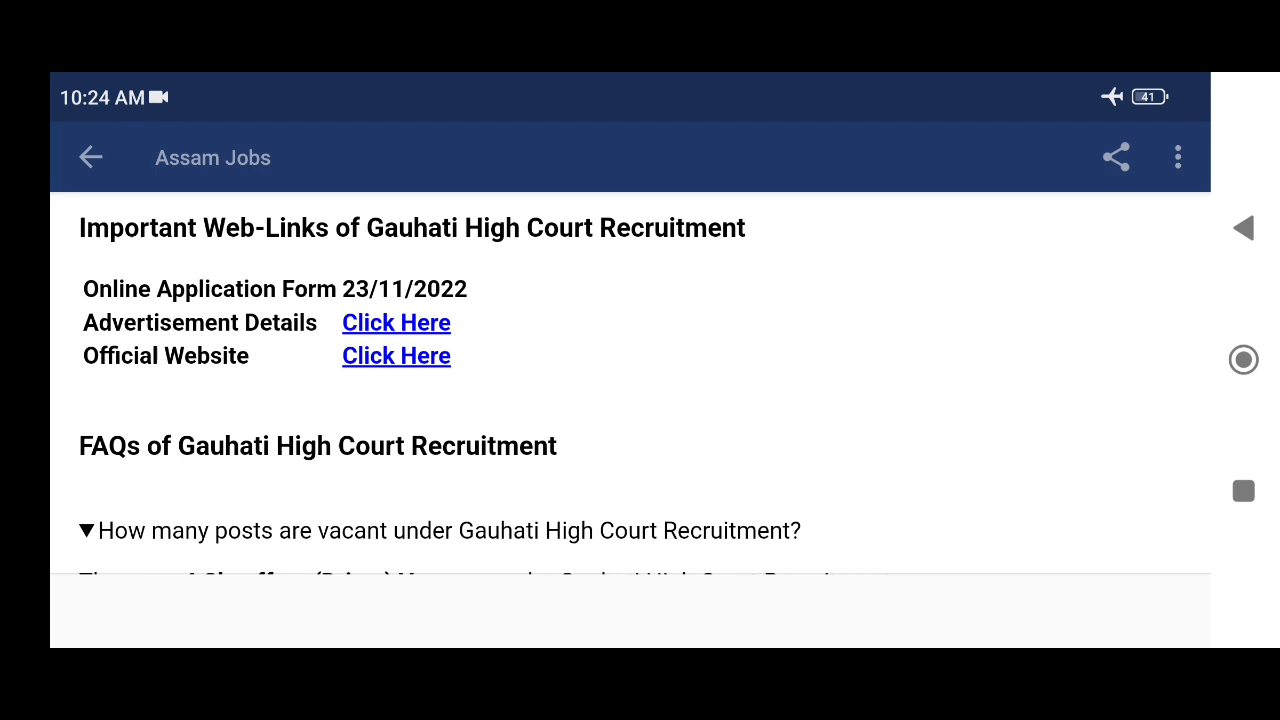 10:24 AM
41
Assam Jobs
Important Web-Links of Gauhati High Court Recruitment
Online Application Form 23/11/2022
Advertisement Details Click Here
Official Website Click Here
FAQs of Gauhati High Court Recruitment
▼How many posts are vacant under Gauhati High Court Recruitment?